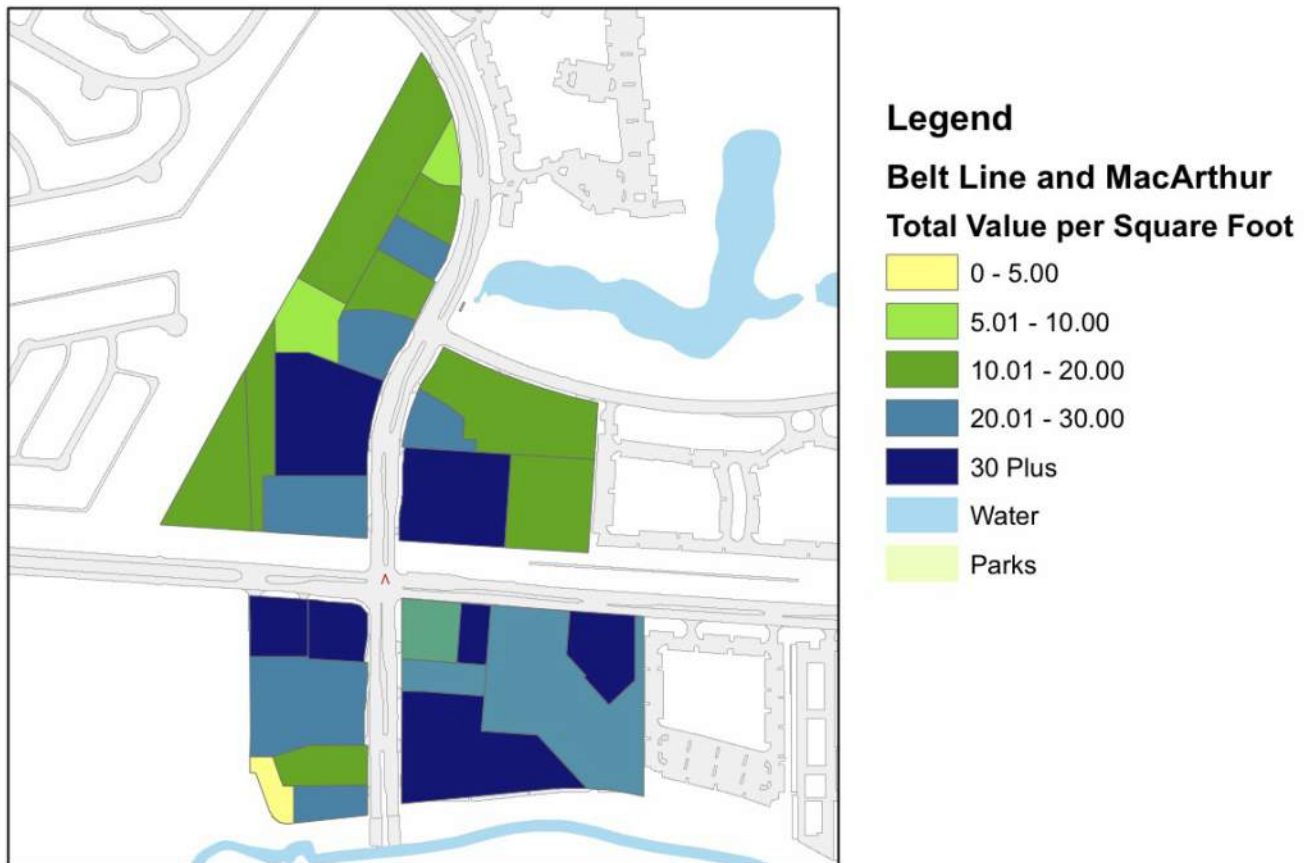 Legend
Belt Line and MacArthur
Total Value per Square Foot
0 - 5.00
5.01 - 10.00
10.01 - 20.00
20.01 - 30.00
30 Plus
Water
Parks